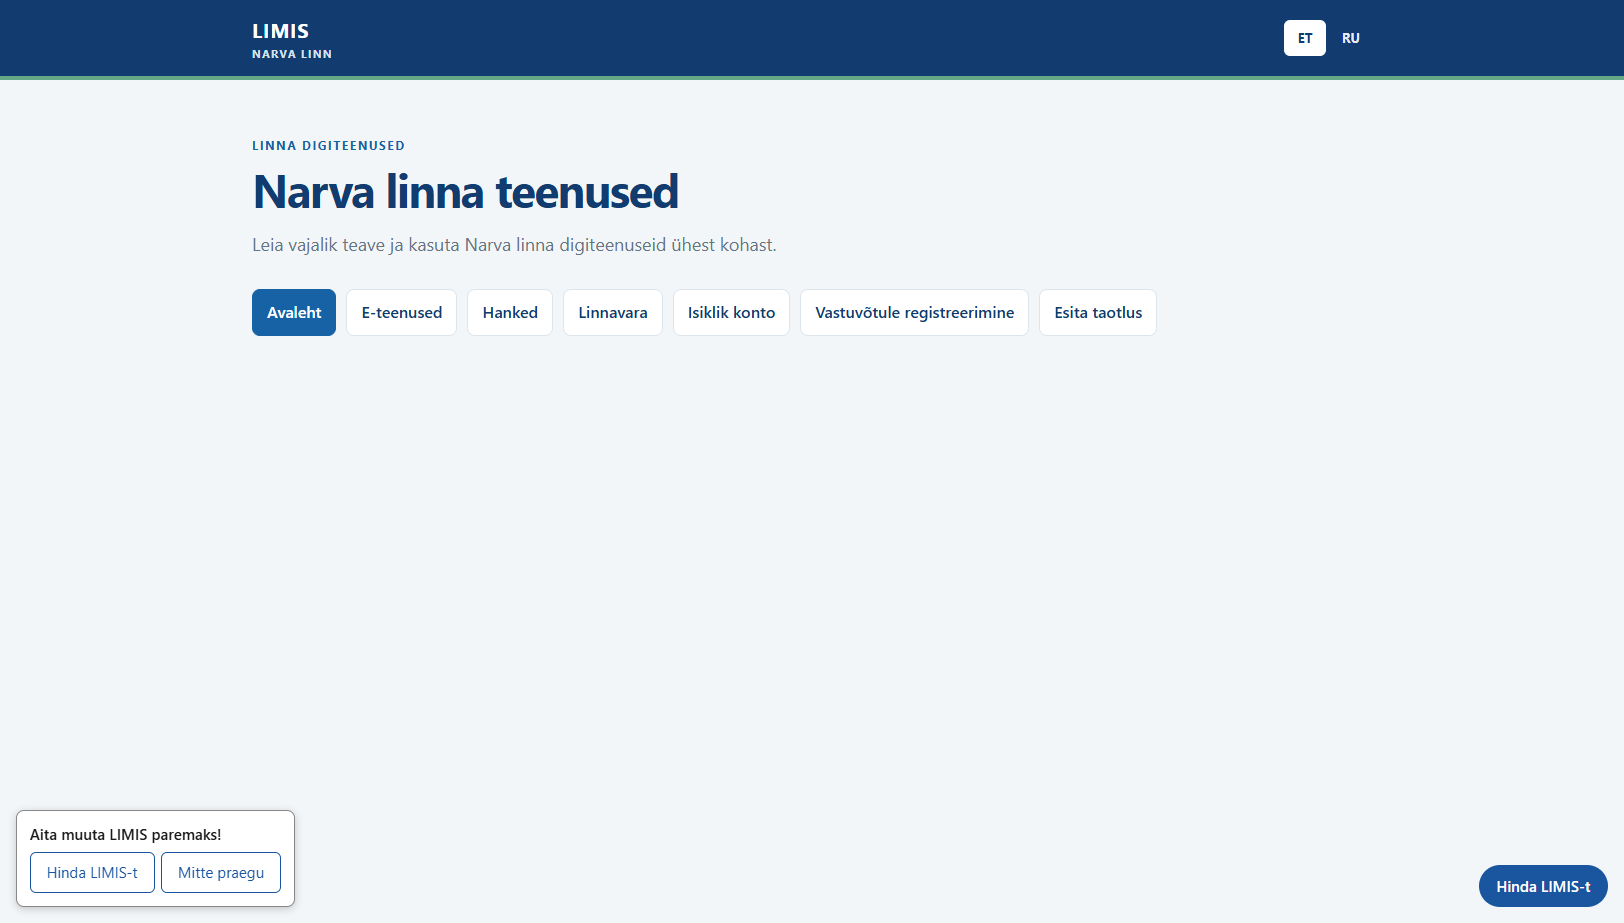 LIMIS
NARVA LINN
ET RU
LINNA DIGITEENUSED
Narva linna teenused
Leia vajalik teave ja kasuta Narva linna digiteenuseid ühest kohast.
Avaleht E-teenused Hanked Linnavara Isiklik konto Vastuvõtule registreerimine Esita taotlus
Aita muuta LIMIS paremaks!
Hinda LIMIS-t Mitte praegu
Hinda LIMIS-t